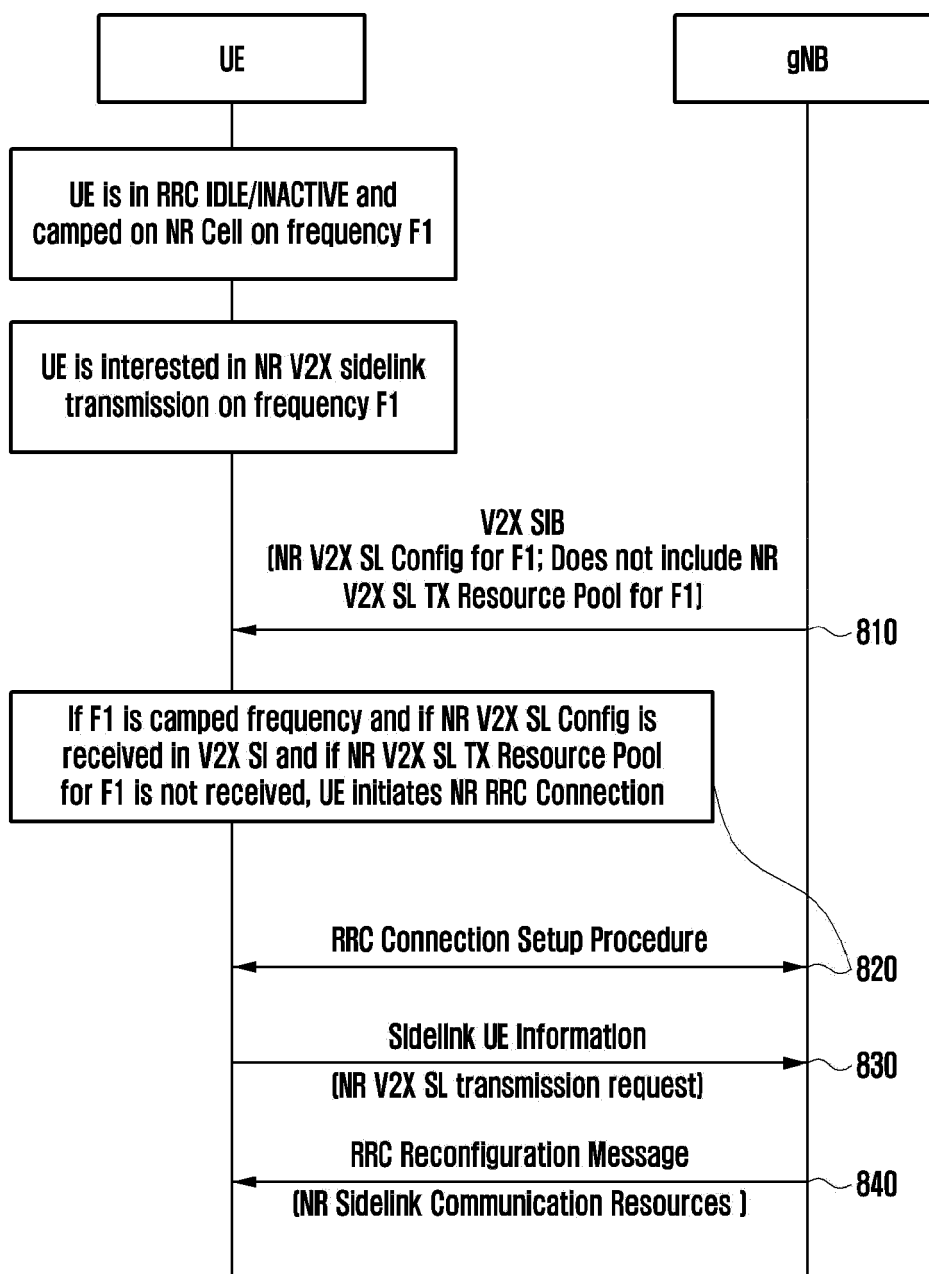 UE
gNB
UE is in RRC IDLE/INACTIVE and
camped on NR Cell on frequency F1
UE is interested in NR V2X sidelink
transmission on frequency F1
V2X SIB
(NR V2X SL Config for F1; Does not include NR
V2X SL TX Resource Pool for F1)
810
If F1 is camped frequency and if NR V2X SL Config is
received in V2X SI and if NR V2X SL TX Resource Pool
for F1 is not received, UE initiates NR RRC Connection
RRC Connection Setup Procedure
820
Sidelink UE Information
830
(NR V2X SL transmission request)
RRC Reconfiguration Message
840
(NR Sidelink Communication Resources )